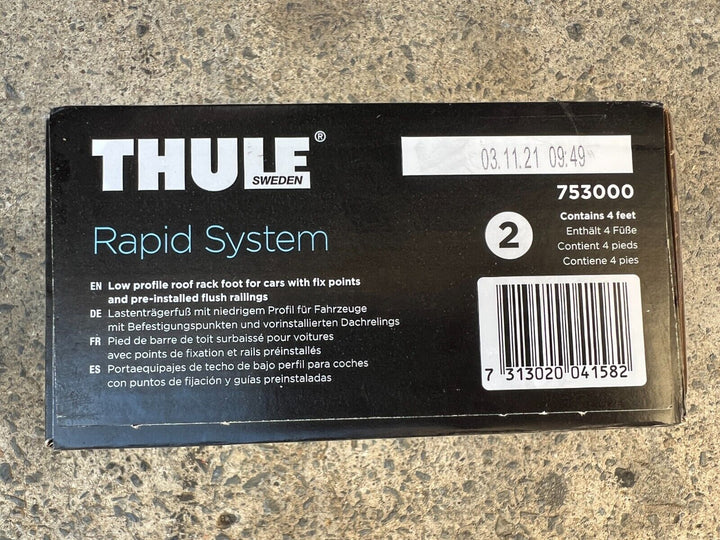 THULE®
SWEDEN
Rapid System
EN Low profile roof rack foot for cars with fix points
and pre-installed flush railings
DE Lastenträgerfuß mit niedrigem Profil für Fahrzeuge
mit Befestigungspunkten und vorinstallierten Dachrelings
FR Pied de barre de toit surbaissé pour voitures
avec points de fixation et rails préinstallés
ES Portaequipajes de techo de bajo perfil para coches
con puntos de fijación y guías preinstaladas
03.11.21 09:49
753000
2
Contains 4 feet
Enthält 4 Füße
Contient 4 pieds
Contiene 4 pies
7 313020 041582